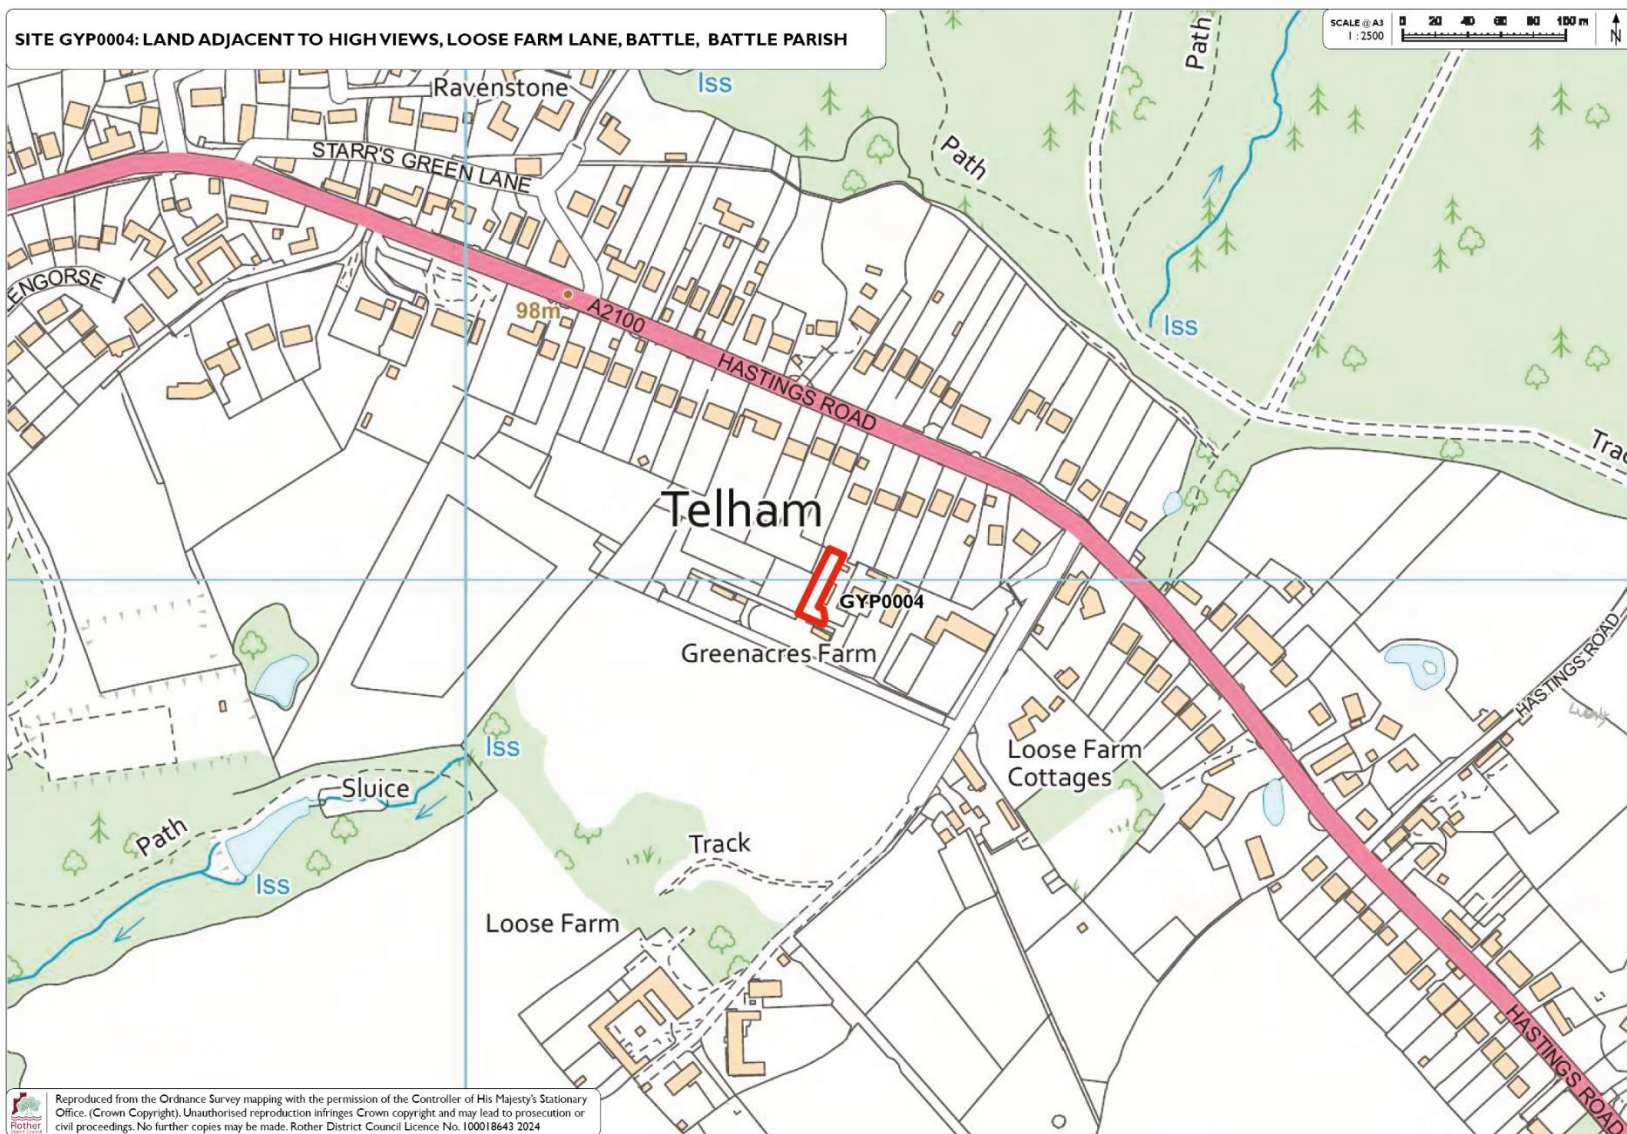 SITE GYP0004: LAND ADJACENT TO HIGH VIEWS, LOOSE FARM LANE, BATTLE, BATTLE PARISH
SCALE @ A3
1 : 2500
0 20 40 60 80 100 m
N
Ravenstone
Iss
Path
Path
STARR'S GREEN LANE
ENGORSE
98m
A2100
HASTINGS ROAD
Iss
Telham
GYP0004
Greenacres Farm
HASTINGS ROAD
Iss
Loose Farm
Cottages
Sluice
Path
Track
Iss
Loose Farm
HASTINGS ROAD
Rother
District Council
Reproduced from the Ordnance Survey mapping with the permission of the Controller of His Majesty's Stationary
Office. (Crown Copyright). Unauthorised reproduction infringes Crown copyright and may lead to prosecution or
civil proceedings. No further copies may be made. Rother District Council Licence No. 100018643 2024